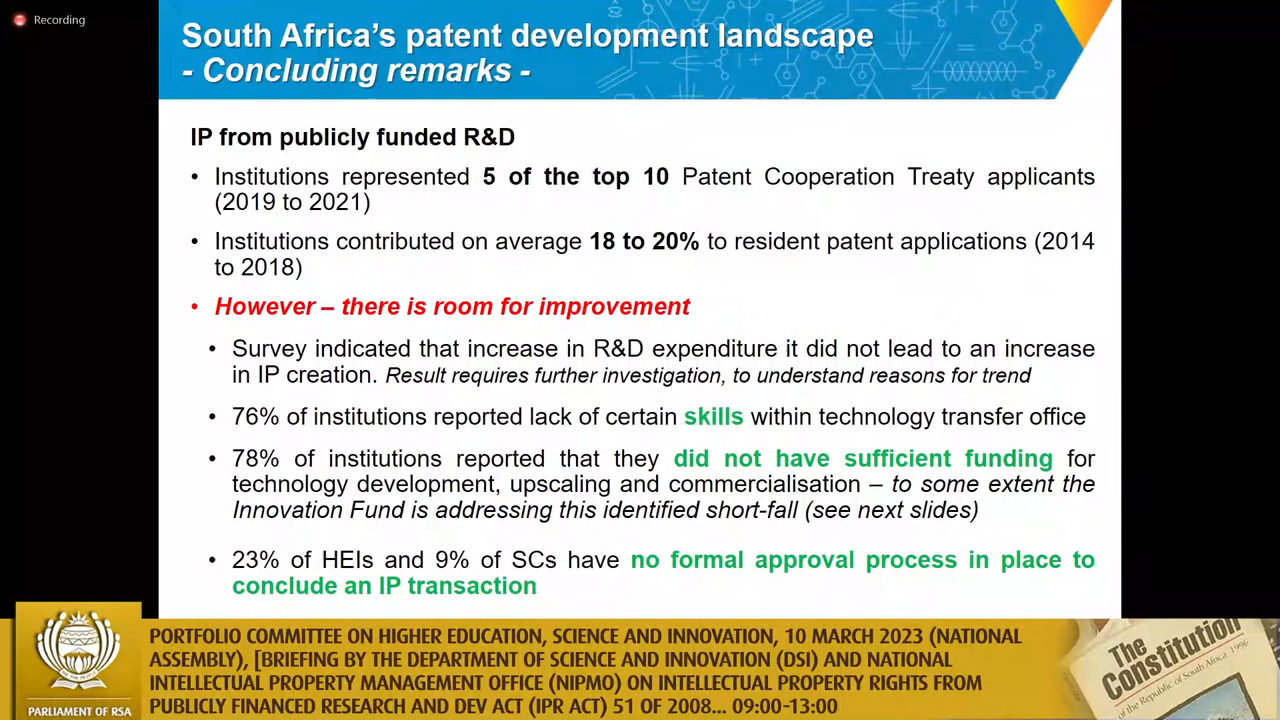 Recording
South Africa's patent development landscape
- Concluding remarks -
IP from publicly funded R&D
• Institutions represented 5 of the top 10 Patent Cooperation Treaty applicants
(2019 to 2021)
• Institutions contributed on average 18 to 20% to resident patent applications (2014
to 2018)
• However – there is room for improvement
• Survey indicated that increase in R&D expenditure it did not lead to an increase
in IP creation. Result requires further investigation, to understand reasons for trend
• 76% of institutions reported lack of certain skills within technology transfer office
• 78% of institutions reported that they did not have sufficient funding for
technology development, upscaling and commercialisation – to some extent the
Innovation Fund is addressing this identified short-fall (see next slides)
• 23% of HEIs and 9% of SCs have no formal approval process in place to
conclude an IP transaction
PARLIAMENT OF RSA
PORTFOLIO COMMITTEE ON HIGHER EDUCATION, SCIENCE AND INNOVATION, 10 MARCH 2023 (NATIONAL
ASSEMBLY), [BRIEFING BY THE DEPARTMENT OF SCIENCE AND INNOVATION (DSI) AND NATIONAL
INTELLECTUAL PROPERTY MANAGEMENT OFFICE (NIPMO) ON INTELLECTUAL PROPERTY RIGHTS FROM
PUBLICLY FINANCED RESEARCH AND DEV ACT (IPR ACT) 51 OF 2008... 09:00-13:00
The
Constitution
of the Republic of South Africa, 1996